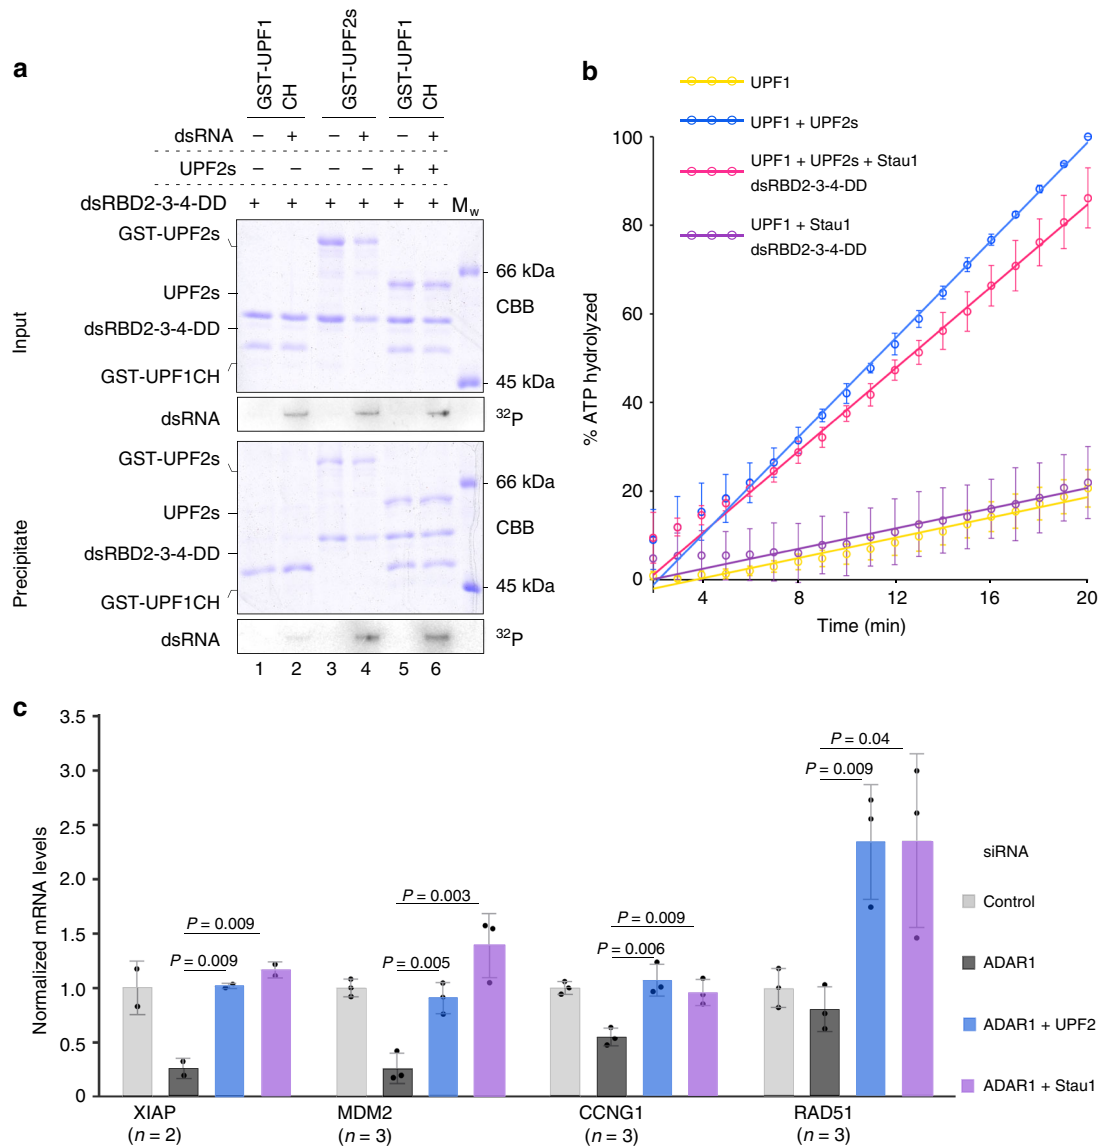 a
GST-UPF1 CH
GST-UPF2s
GST-UPF1 CH
dsRNA – + – + – +
UPF2s – – – – + +
dsRBD2-3-4-DD + + + + + + Mw
Input
GST-UPF2s
UPF2s
dsRBD2-3-4-DD
GST-UPF1CH
66 kDa
CBB
45 kDa
dsRNA
32P
Precipitate
GST-UPF2s
UPF2s
dsRBD2-3-4-DD
GST-UPF1CH
66 kDa
CBB
45 kDa
dsRNA
32P
1 2 3 4 5 6
b
UPF1
UPF1 + UPF2s
UPF1 + UPF2s + Stau1
dsRBD2-3-4-DD
UPF1 + Stau1
dsRBD2-3-4-DD
% ATP hydrolyzed
100
80
60
40
20
0
4 8 12 16 20
Time (min)
c
Normalized mRNA levels
3.5
3.0
2.5
2.0
1.5
1.0
0.5
0
P = 0.009
P = 0.009
P = 0.003
P = 0.005
P = 0.009
P = 0.006
P = 0.04
P = 0.009
XIAP MDM2 CCNG1 RAD51
(n = 2) (n = 3) (n = 3) (n = 3)
siRNA
Control
ADAR1
ADAR1 + UPF2
ADAR1 + Stau1